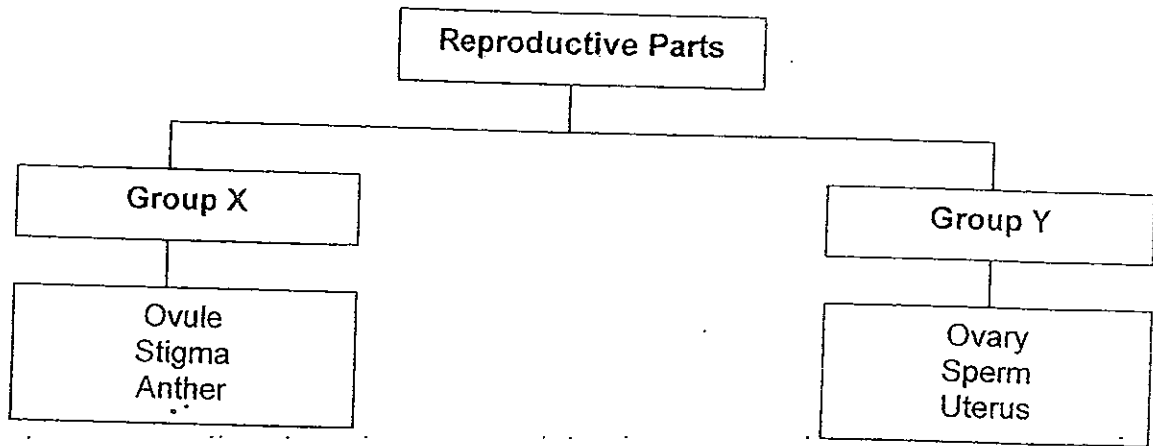 Reproductive Parts
Group X
Group Y
Ovule
Stigma
Anther
Ovary
Sperm
Uterus